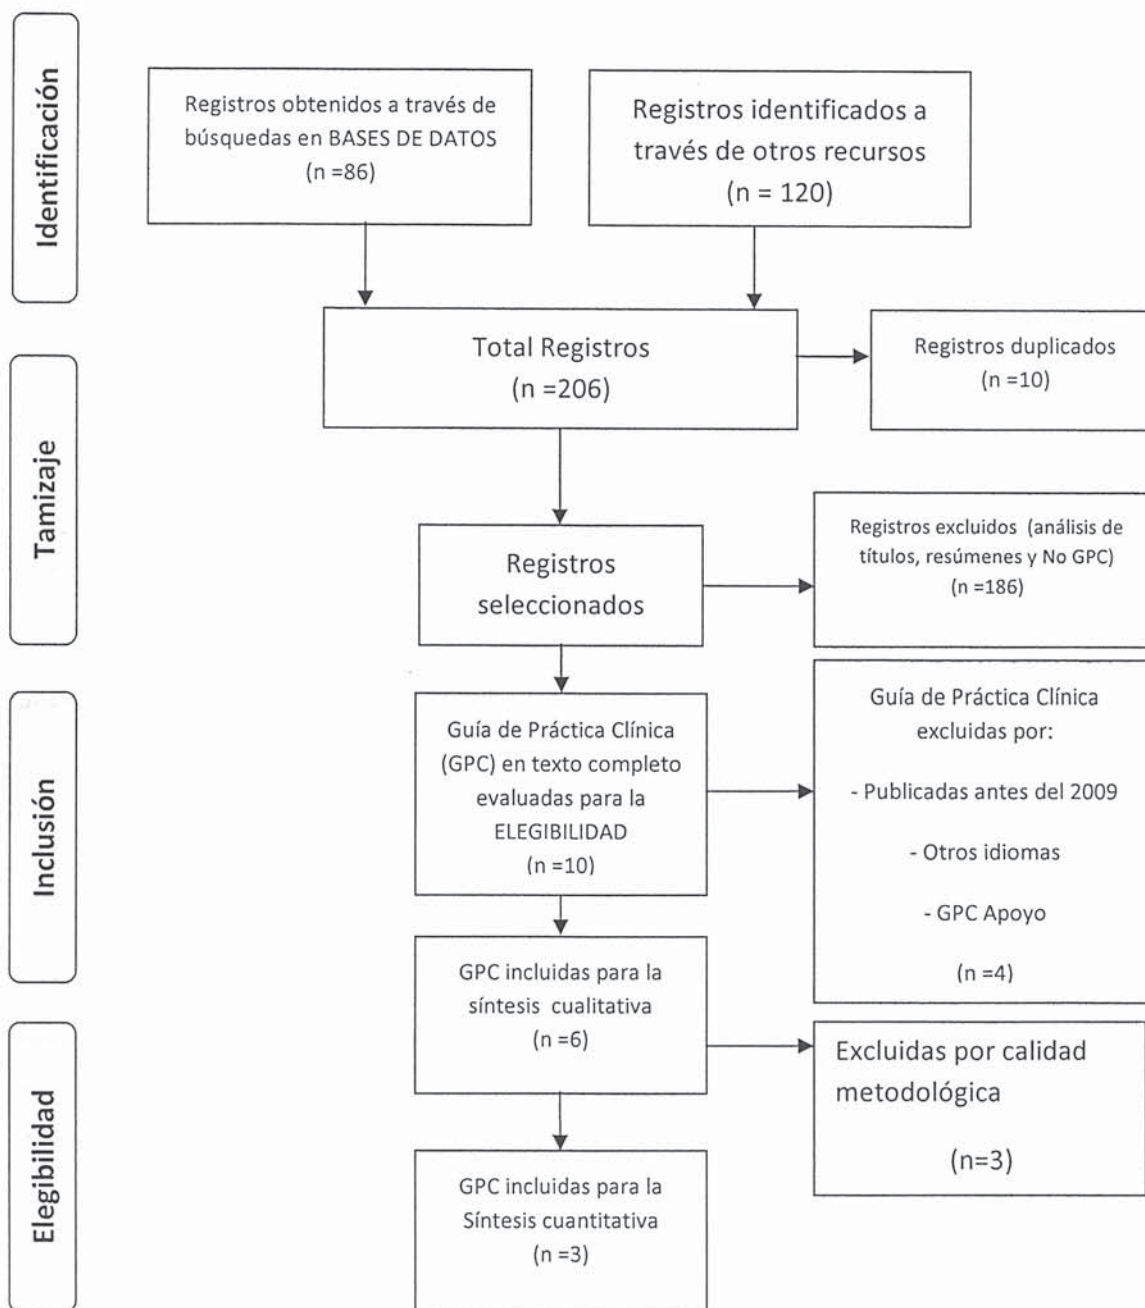 Identificación
Registros obtenidos a través de
búsquedas en BASES DE DATOS
(n =86)
Registros identificados a
través de otros recursos
(n = 120)
Total Registros
(n =206)
Registros duplicados
(n =10)
Tamizaje
Registros
seleccionados
Registros excluidos (análisis de
títulos, resúmenes y No GPC)
(n =186)
Inclusión
Guía de Práctica Clínica
(GPC) en texto completo
evaluadas para la
ELEGIBILIDAD
(n =10)
Guía de Práctica Clínica
excluidas por:
- Publicadas antes del 2009
- Otros idiomas
- GPC Apoyo
(n =4)
GPC incluidas para la
síntesis cualitativa
(n =6)
Elegibilidad
Excluidas por calidad
metodológica
(n=3)
GPC incluidas para la
Síntesis cuantitativa
(n =3)